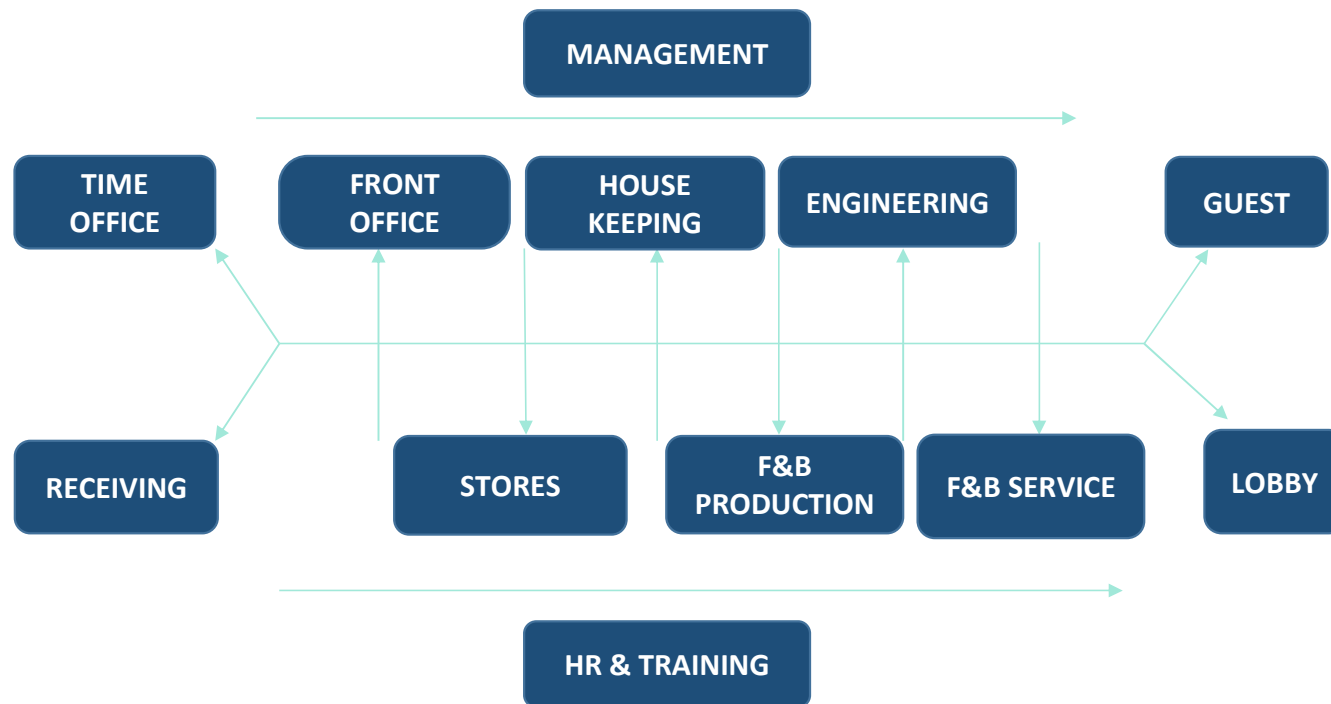 MANAGEMENT
TIME
OFFICE
FRONT
OFFICE
HOUSE
KEEPING
ENGINEERING
GUEST
RECEIVING
STORES
F&B
PRODUCTION
F&B SERVICE
LOBBY
HR & TRAINING